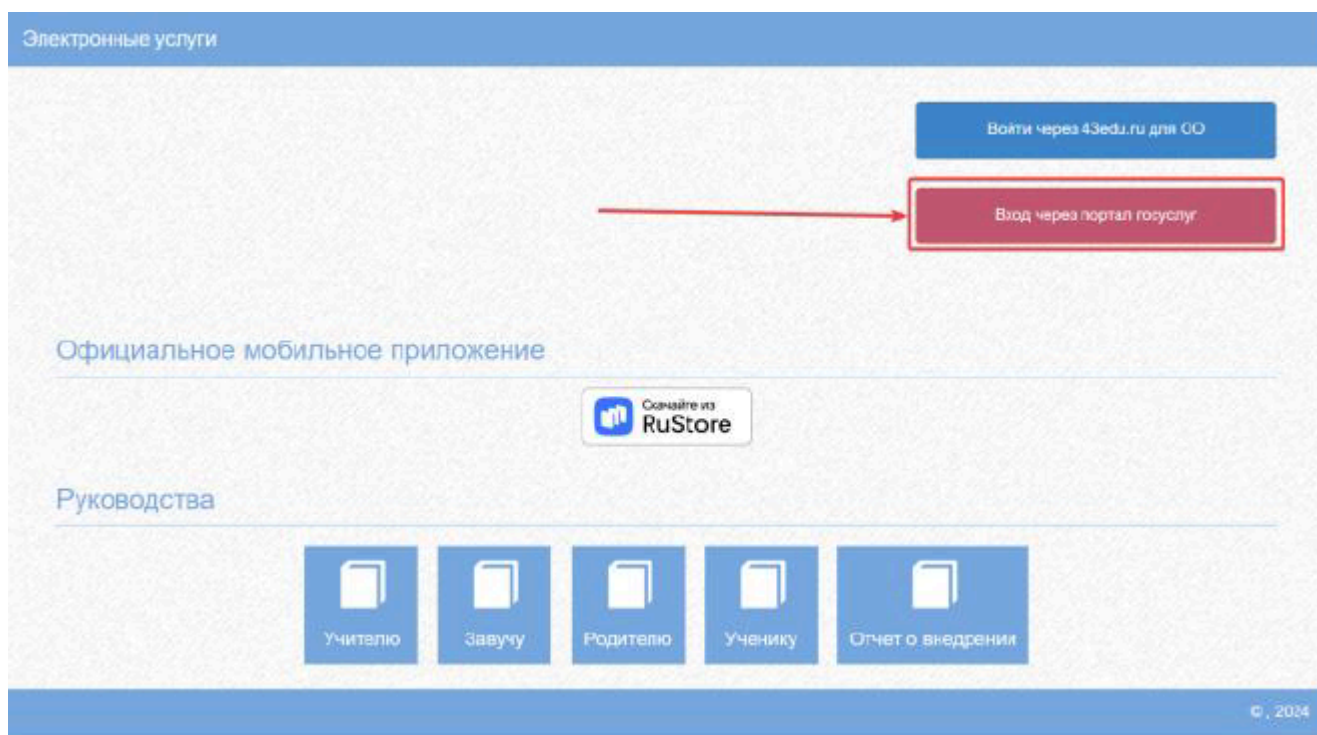 Электронные услуги
Войти через 43edu.ru для ОО
Вход через портал госуслуг
Официальное мобильное приложение
Скачайте из
RuStore
Руководства
Учителю
Завучу
Родителю
Ученику
Отчет о внедрении
© , 2024